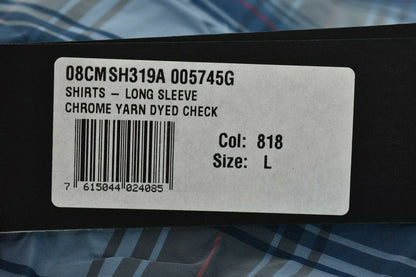 08CMSH319A 005745G
SHIRTS – LONG SLEEVE
CHROME YARN DYED CHECK
Col: 818
Size: L
7 615044 024085